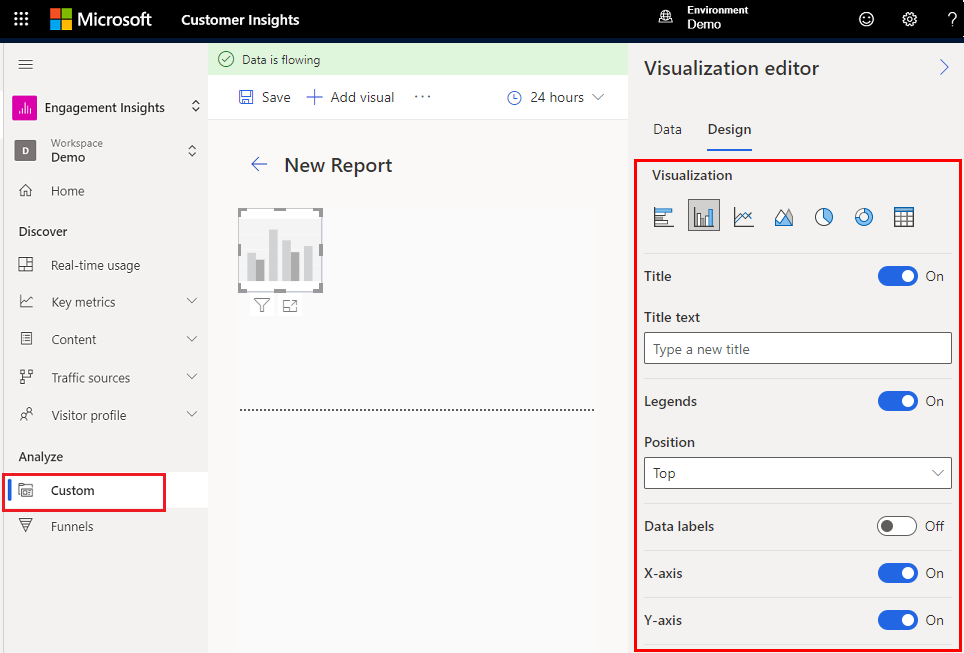 Microsoft Customer Insights
Environment
Demo
?
Engagement Insights
D
Workspace
Demo
Home
Discover
Real-time usage
Key metrics
Content
Traffic sources
Visitor profile
Analyze
Custom
Funnels
Data is flowing
Save Add visual ... 24 hours
New Report
Visualization editor
Data Design
Visualization
Title On
Title text
Type a new title
Legends On
Position
Top
Data labels Off
X-axis On
Y-axis On